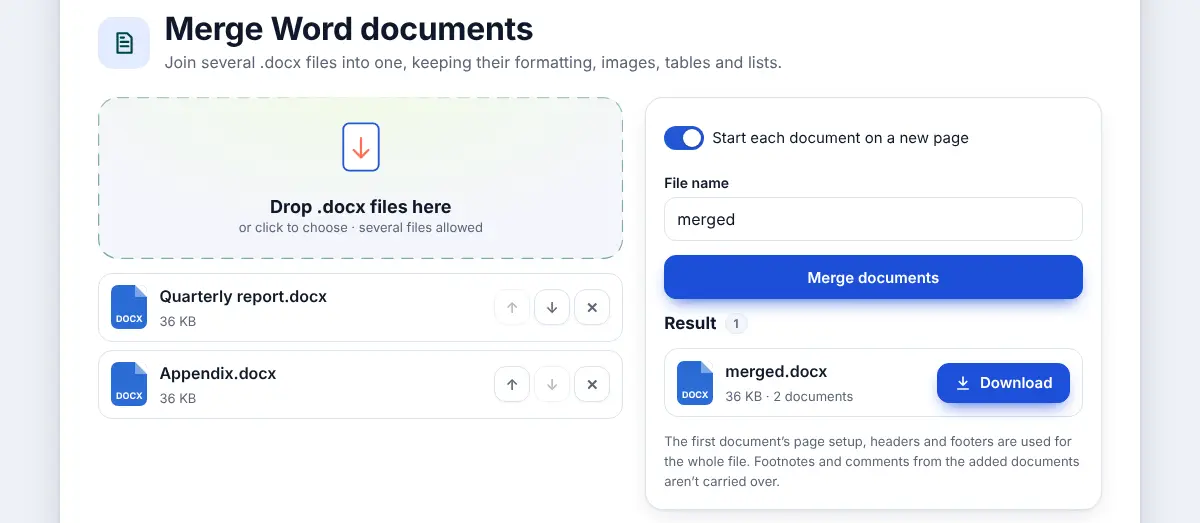 Merge Word documents
Join several .docx files into one, keeping their formatting, images, tables and lists.
Drop .docx files here
or click to choose · several files allowed
DOCX
Quarterly report.docx
36 KB
DOCX
Appendix.docx
36 KB
Start each document on a new page
File name
merged
Merge documents
Result 1
DOCX
merged.docx
36 KB · 2 documents
Download
The first document’s page setup, headers and footers are used for
the whole file. Footnotes and comments from the added documents
aren’t carried over.